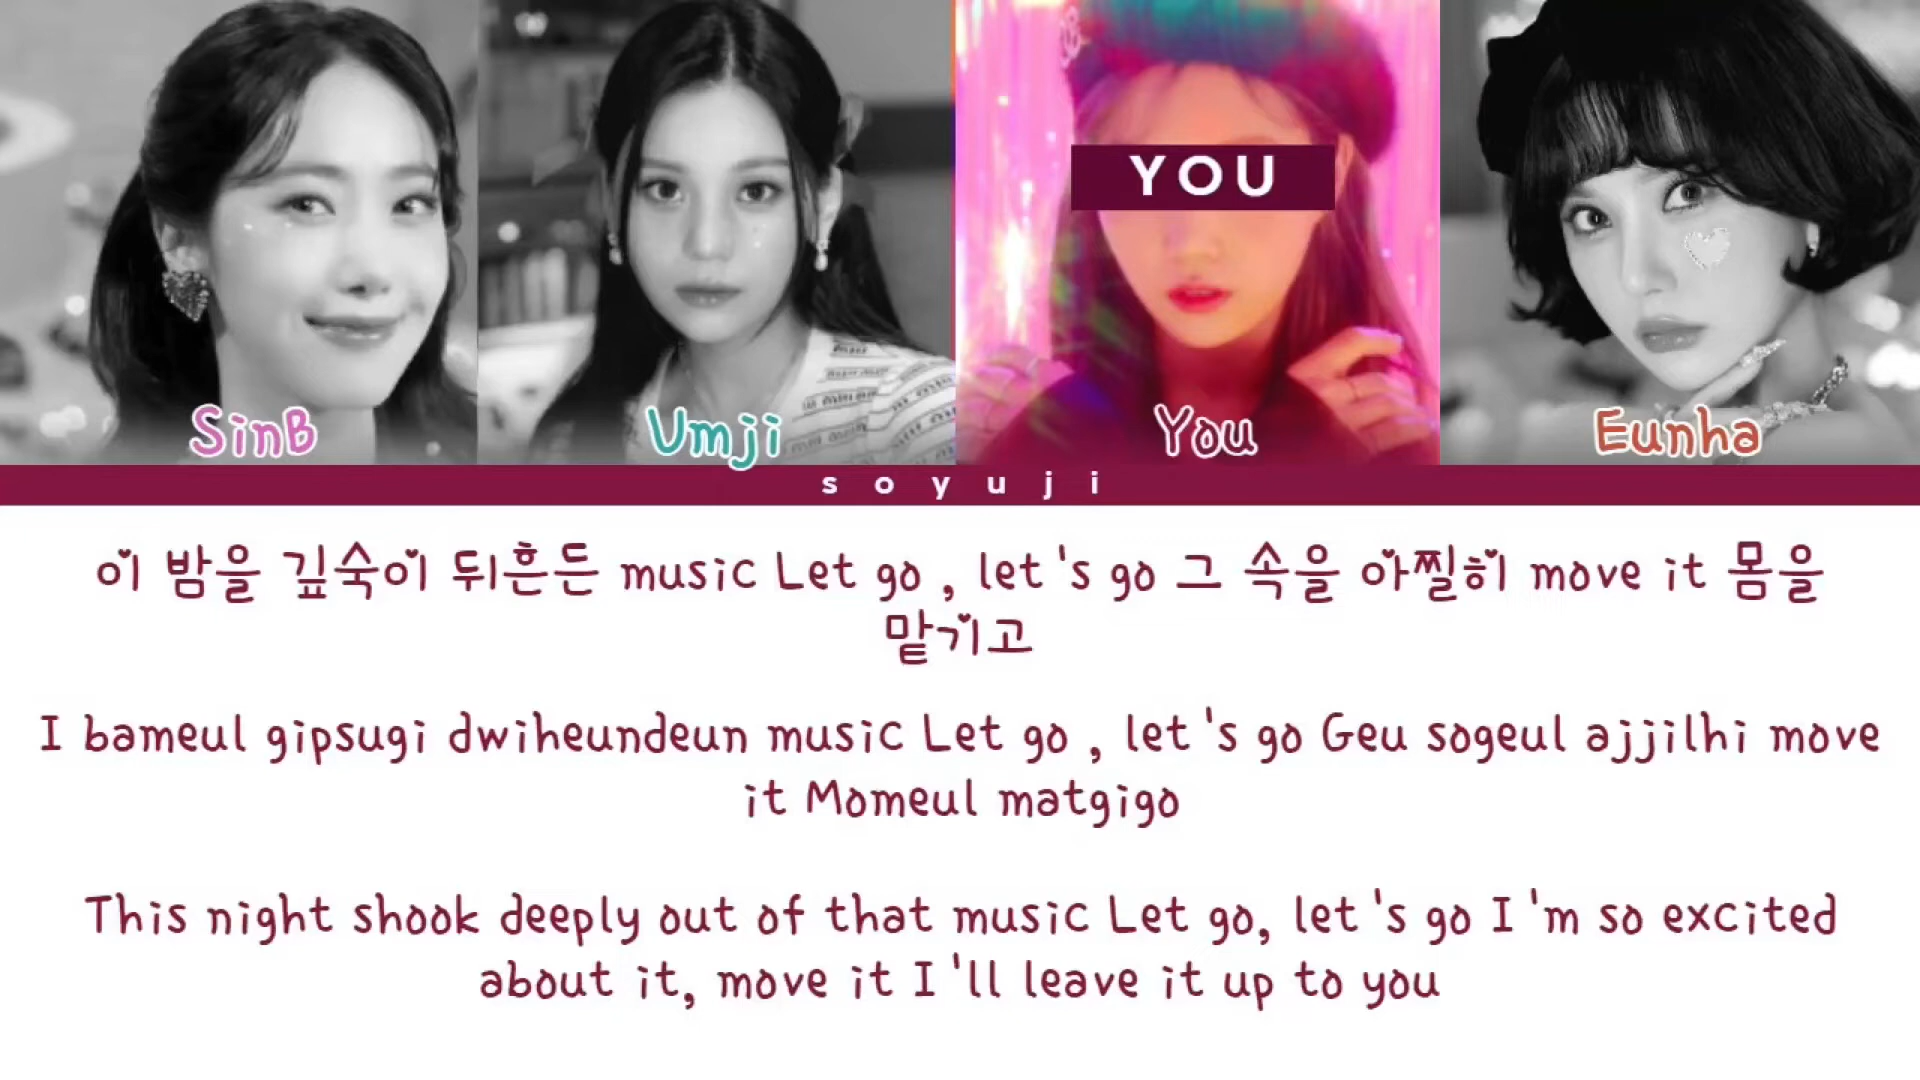 YOU
SinB
Umji
You
Eunha
soyuji
이 밤을 깊숙이 뒤흔든 music Let go , let 's go 그 속을 아찔히 move it 몸을
맡기고
I bameul gipsugi dwiheundeun music Let go , let 's go Geu sogeul ajjilhi move
it Momeul matgigo
This night shook deeply out of that music Let go, let 's go I 'm so excited
about it, move it I 'll leave it up to you